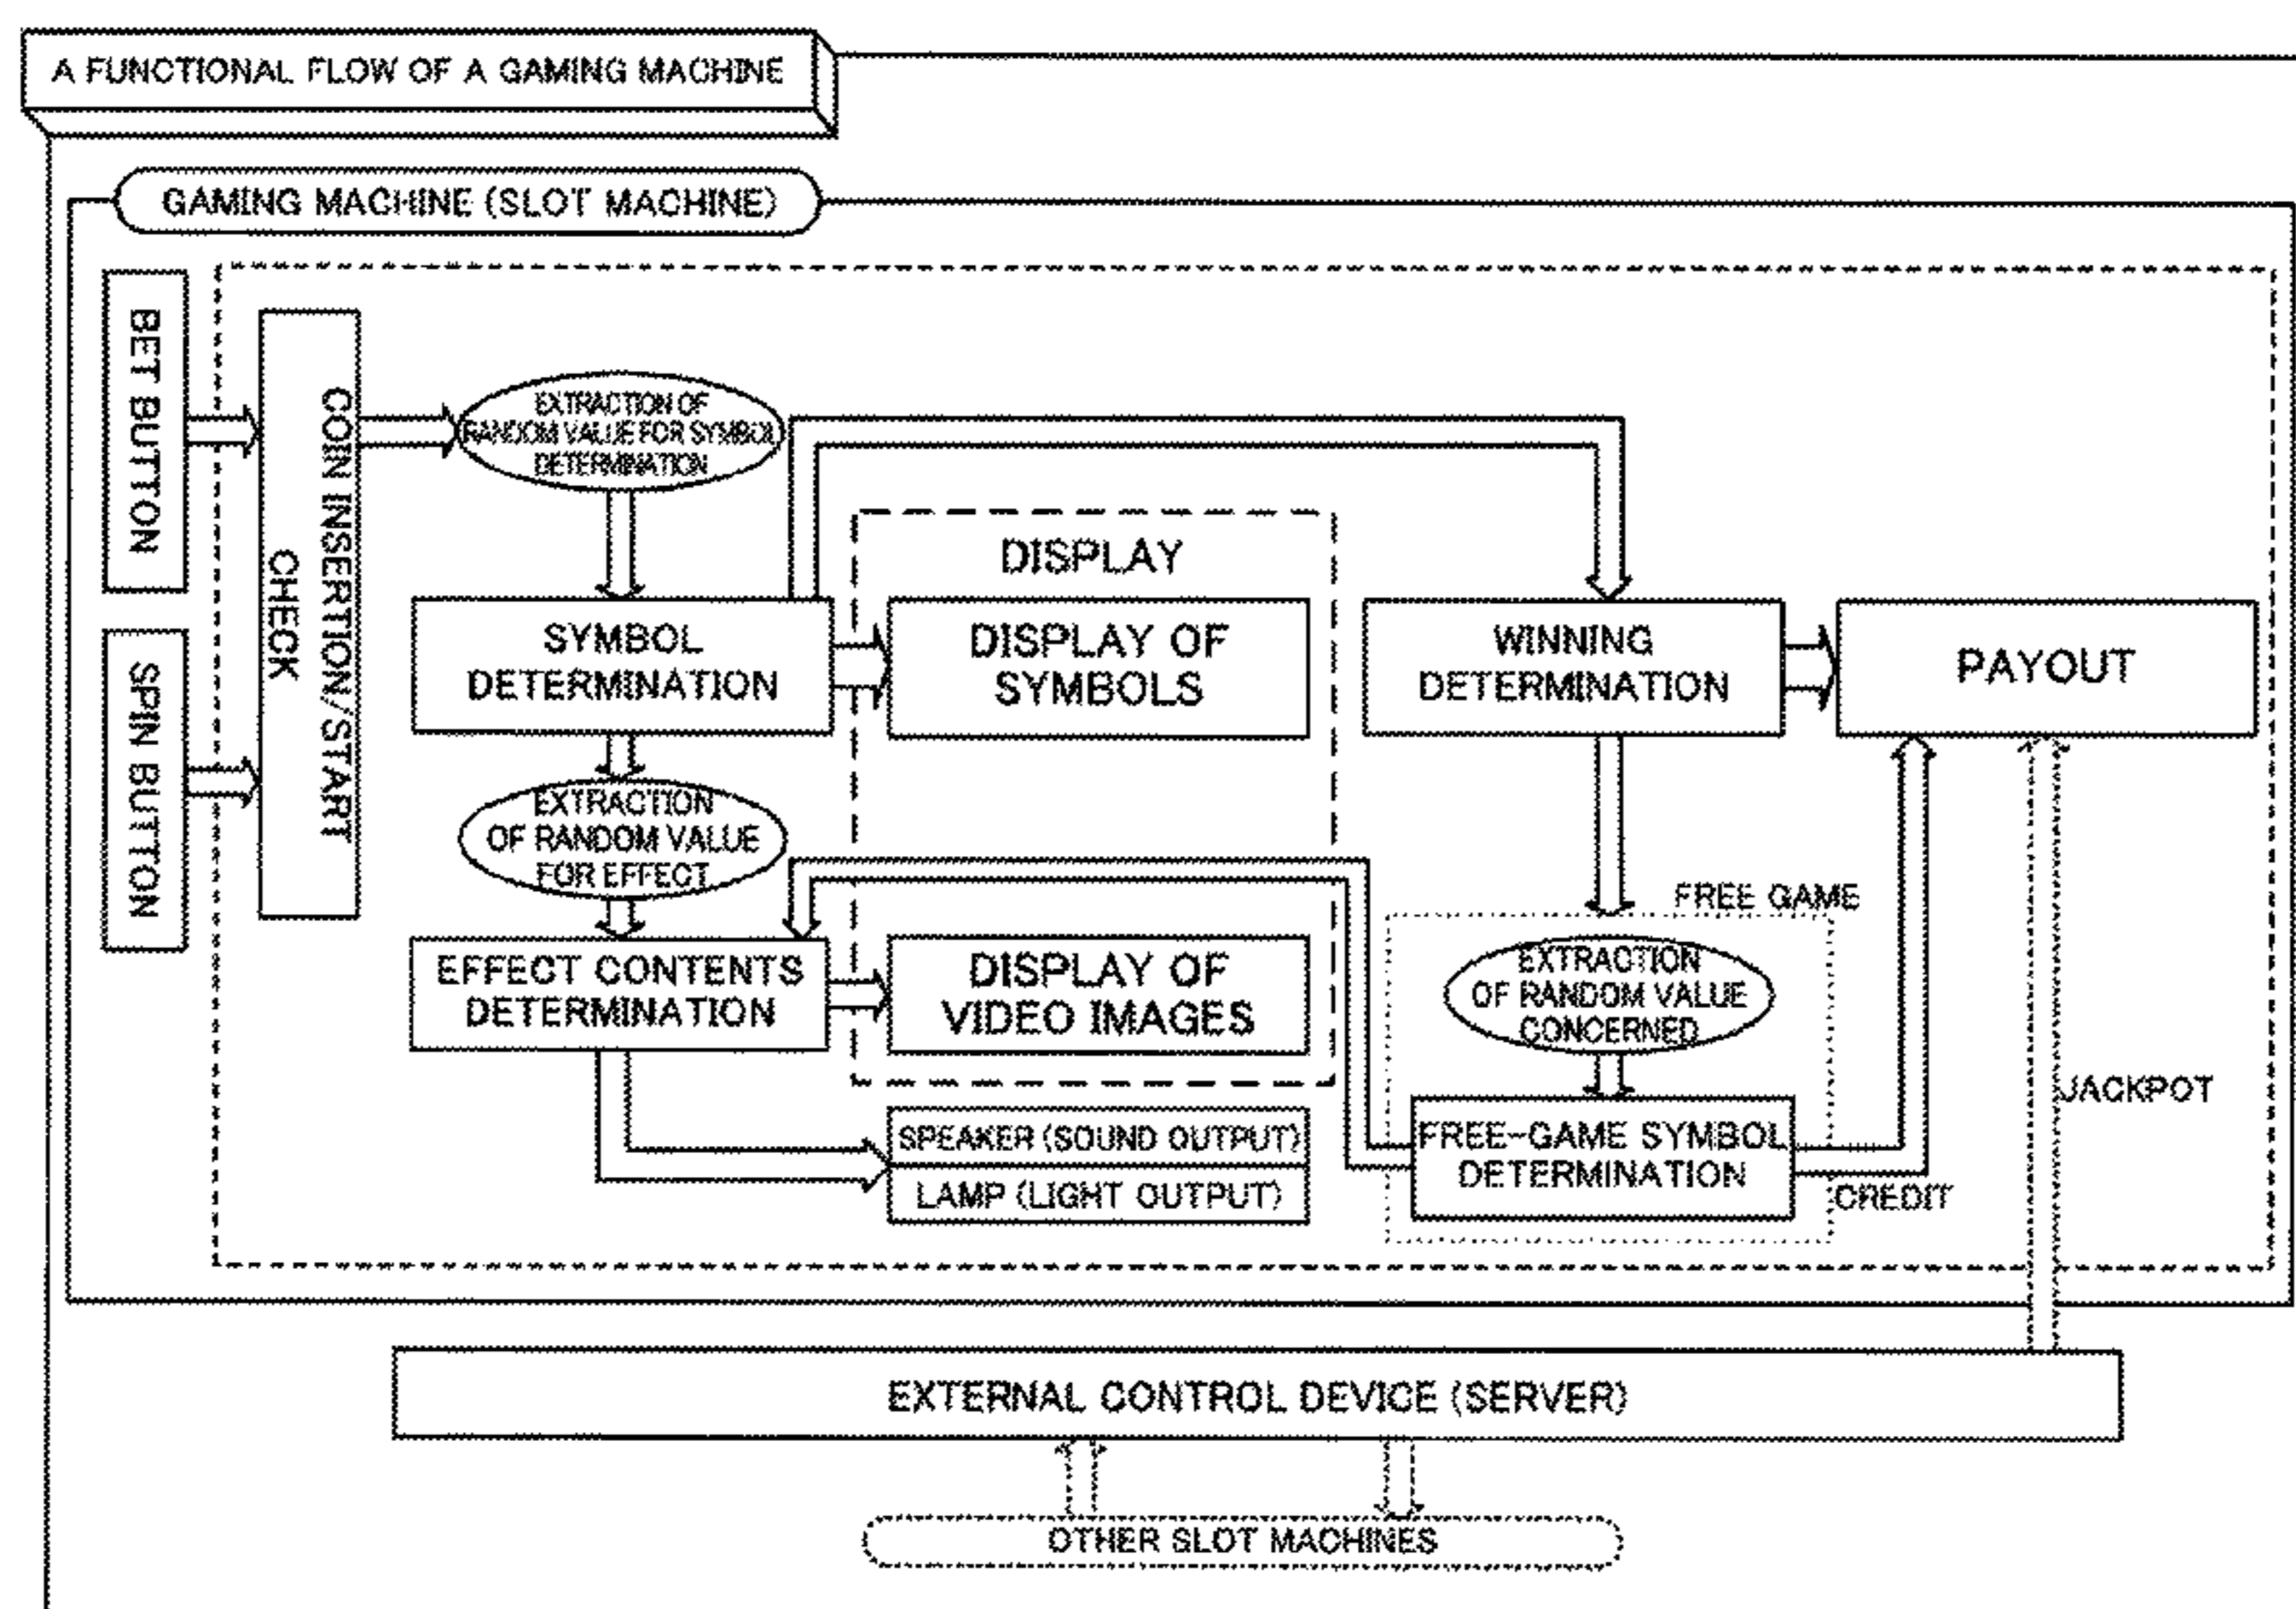 A FUNCTIONAL FLOW OF A GAMING MACHINE
GAMING MACHINE (SLOT MACHINE)
BET BUTTON
SPIN BUTTON
COIN INSERTION/START
CHECK
EXTRACTION OF
RANDOM VALUE FOR SYMBOL
DETERMINATION
SYMBOL
DETERMINATION
DISPLAY
DISPLAY OF
SYMBOLS
WINNING
DETERMINATION
PAYOUT
EXTRACTION
OF RANDOM VALUE
FOR EFFECT
EFFECT CONTENTS
DETERMINATION
DISPLAY OF
VIDEO IMAGES
FREE GAME
EXTRACTION
OF RANDOM VALUE
CONCERNED
FREE-GAME SYMBOL
DETERMINATION
CREDIT
JACKPOT
SPEAKER (SOUND OUTPUT)
LAMP (LIGHT OUTPUT)
EXTERNAL CONTROL DEVICE (SERVER)
OTHER SLOT MACHINES